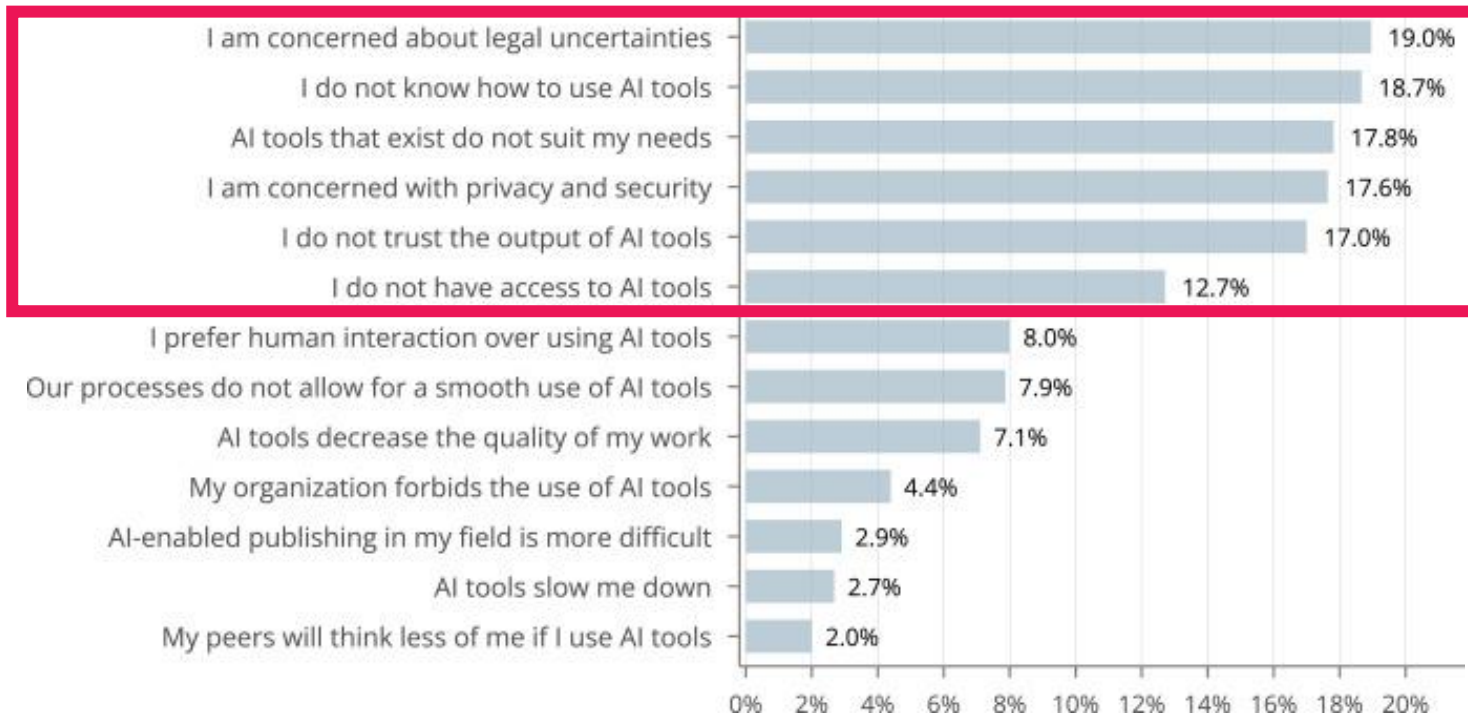 I am concerned about legal uncertainties 19.0%
I do not know how to use AI tools 18.7%
AI tools that exist do not suit my needs 17.8%
I am concerned with privacy and security 17.6%
I do not trust the output of AI tools 17.0%
I do not have access to AI tools 12.7%
I prefer human interaction over using AI tools 8.0%
Our processes do not allow for a smooth use of AI tools 7.9%
AI tools decrease the quality of my work 7.1%
My organization forbids the use of AI tools 4.4%
AI-enabled publishing in my field is more difficult 2.9%
AI tools slow me down 2.7%
My peers will think less of me if I use AI tools 2.0%
0% 2% 4% 6% 8% 10% 12% 14% 16% 18% 20%